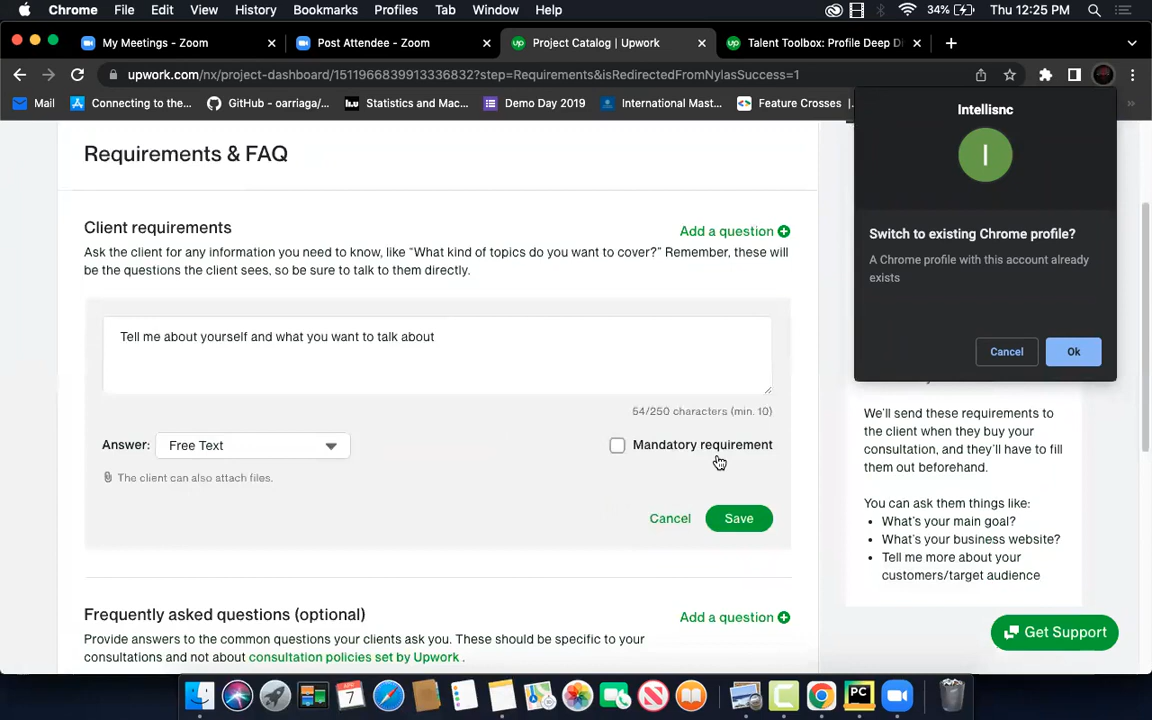 Chrome File Edit View History Bookmarks Profiles Tab Window Help 34% Thu 12:25 PM
My Meetings - Zoom Post Attendee - Zoom Project Catalog | Upwork Talent Toolbox: Profile Deep Di
upwork.com/nx/project-dashboard/1511966839913336832?step=Requirements&isRedirectedFromNylasSuccess=1
Mail Connecting to the... GitHub - oarriaga/... Statistics and Mac... Demo Day 2019 International Mast... Feature Crosses |...
Intellisnc
I
Switch to existing Chrome profile?
A Chrome profile with this account already
exists
Cancel Ok
Requirements & FAQ
Client requirements
Add a question
Ask the client for any information you need to know, like “What kind of topics do you want to cover?” Remember, these will
be the questions the client sees, so be sure to talk to them directly.
Tell me about yourself and what you want to talk about
54/250 characters (min. 10)
Answer: Free Text Mandatory requirement
The client can also attach files.
Cancel Save
Frequently asked questions (optional)
Add a question
Provide answers to the common questions your clients ask you. These should be specific to your
consultations and not about consultation policies set by Upwork .
We’ll send these requirements to
the client when they buy your
consultation, and they’ll have to fill
them out beforehand.
You can ask them things like:
• What’s your main goal?
• What’s your business website?
• Tell me more about your
customers/target audience
Get Support
APR
7
PC